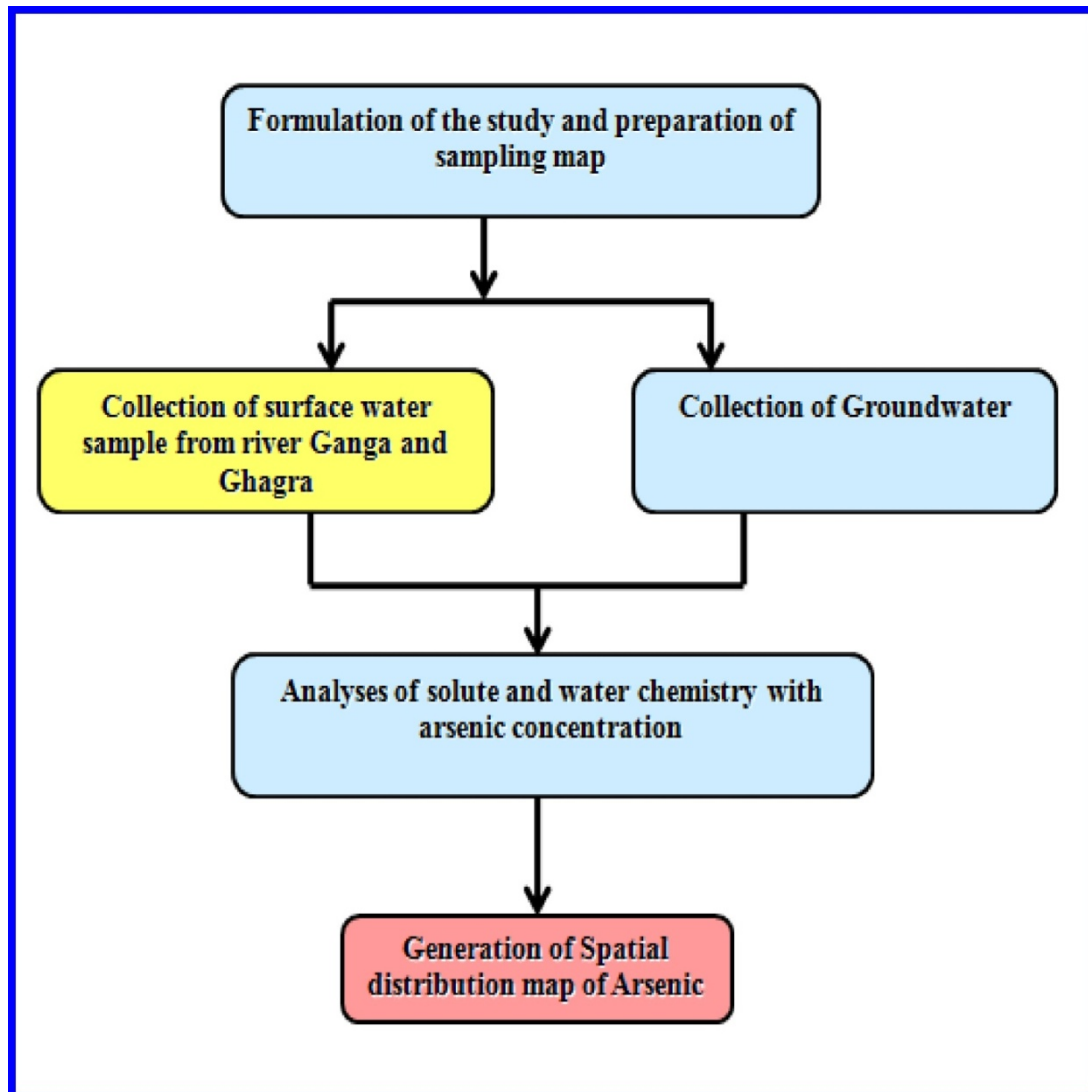 Formulation of the study and preparation of
sampling map
Collection of surface water
sample from river Ganga and
Ghagra
Collection of Groundwater
Analyses of solute and water chemistry with
arsenic concentration
Generation of Spatial
distribution map of Arsenic